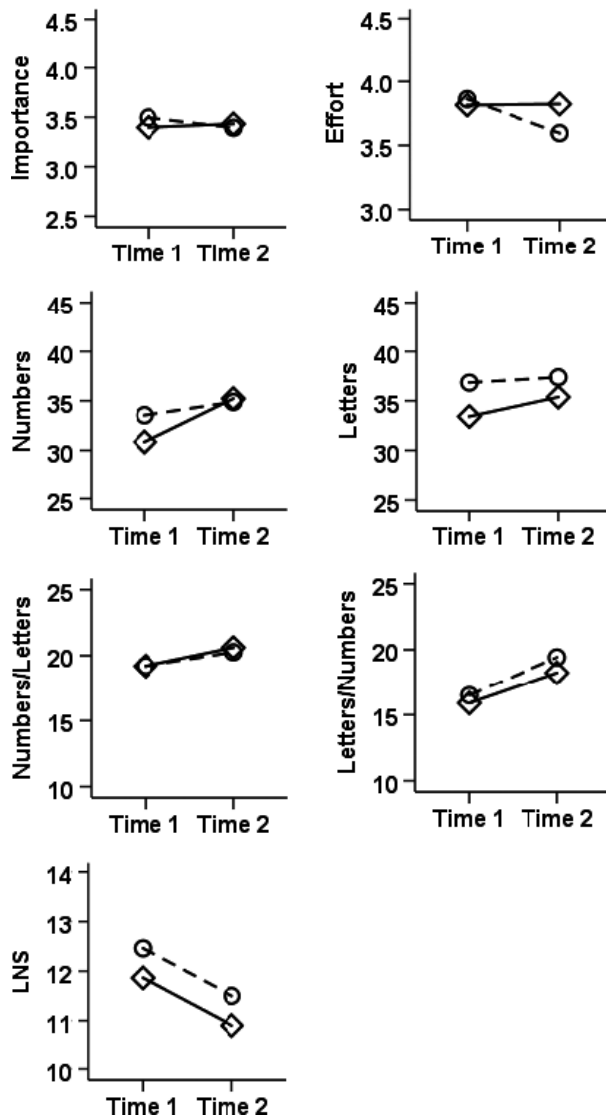 Importance
4.5
4.0
3.5
3.0
2.5
TIme 1 TIme 2
Effort
4.5
4.0
3.5
3.0
Time 1 Time 2
Numbers
45
40
35
30
25
Time 1 Time 2
Letters
45
40
35
30
25
Time 1 Time 2
Numbers/Letters
25
20
15
10
Time 1 Time 2
Letters/Numbers
25
20
15
10
Time 1 Time 2
LNS
14
13
12
11
10
Time 1 Time 2